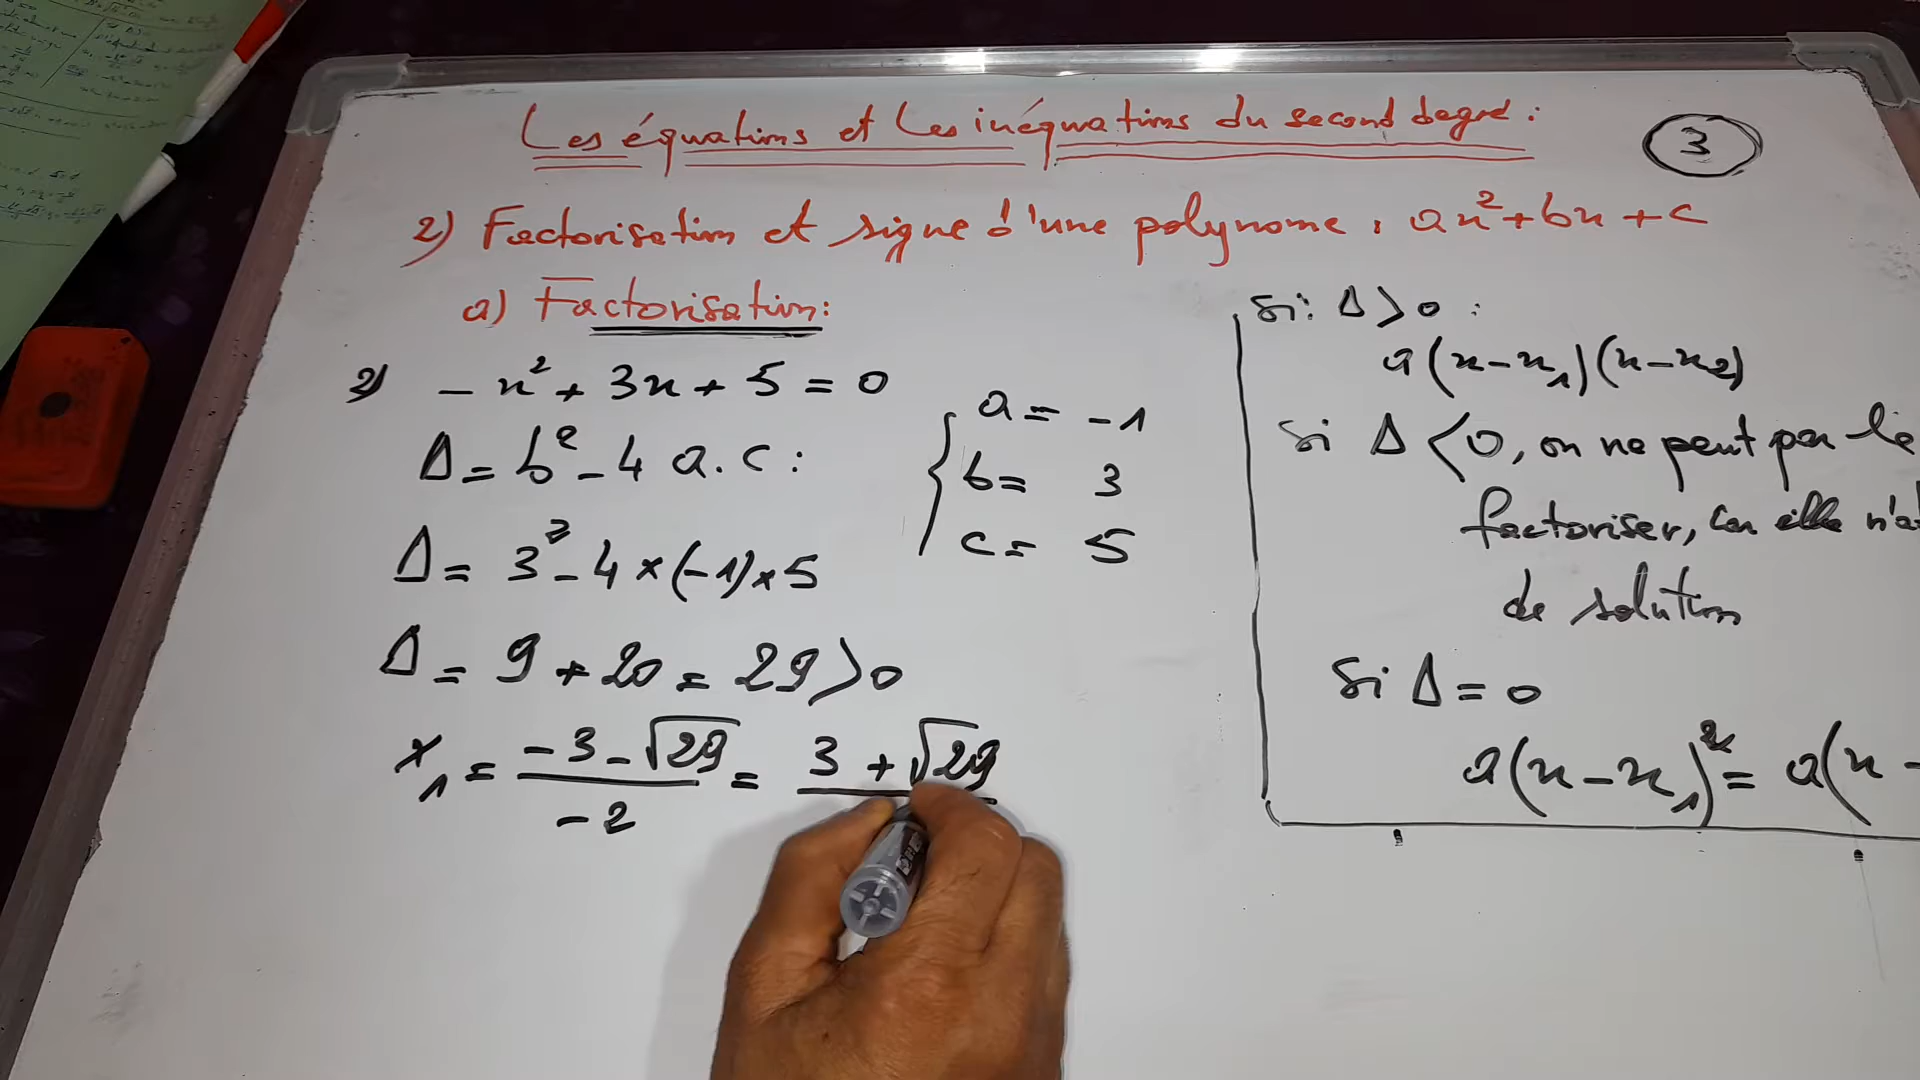 Les équations et Les inéquations du second degré :
3
2) Factorisation et signe d'une polynome : ax²+bx+c
a) Factorisation:
2) -x²+3x+5=0
Δ=b²-4a.c:
Δ=3²-4×(-1)×5
Δ=9+20=29>0
x₁=(-3-√29)/-2=(3+√29)/
a=-1
b=3
c=5
si: Δ>0 :
a(x-x₁)(x-x₂)
si Δ<0, on ne peut pas le
factoriser, car elle n'a
de solution
Si Δ=0
a(x-x₁)²=a(x-